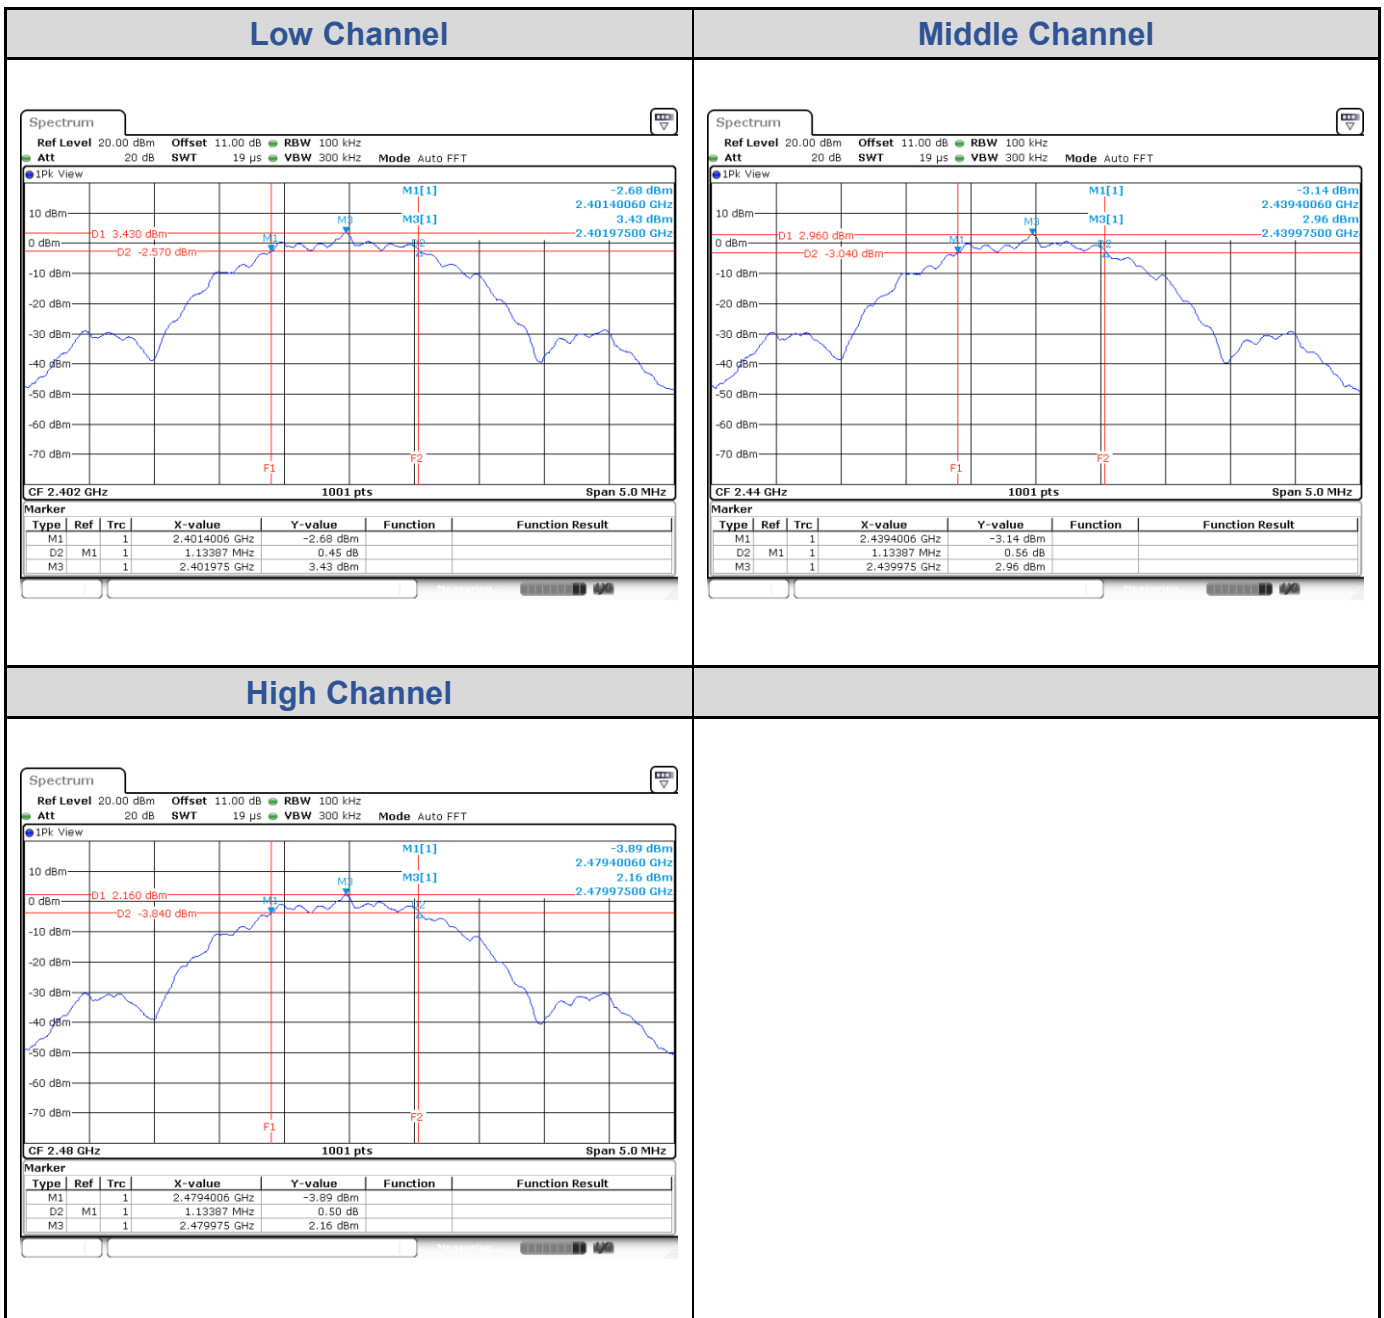 Low Channel
Middle Channel
Spectrum
Ref Level 20.00 dBm Offset 11.00 dB RBW 100 kHz
Att 20 dB SWT 19 µs VBW 300 kHz Mode Auto FFT
1Pk View
M1[1] -2.68 dBm
2.40140060 GHz
10 dBm
M3[1] 3.43 dBm
2.40197500 GHz
M3
D1 3.430 dBm
M1
0 dBm
D2 -2.570 dBm
-10 dBm
-20 dBm
-30 dBm
-40 dBm
-50 dBm
-60 dBm
-70 dBm
F1
F2
CF 2.402 GHz 1001 pts Span 5.0 MHz
Marker
Type Ref Trc X-value Y-value Function Function Result
M1 1 2.4014006 GHz -2.68 dBm
D2 M1 1 1.13387 MHz 0.45 dB
M3 1 2.401975 GHz 3.43 dBm
Spectrum
Ref Level 20.00 dBm Offset 11.00 dB RBW 100 kHz
Att 20 dB SWT 19 µs VBW 300 kHz Mode Auto FFT
1Pk View
M1[1] -3.14 dBm
2.43940060 GHz
10 dBm
M3[1] 2.96 dBm
2.43997500 GHz
M3
D1 2.960 dBm
M1
0 dBm
D2 -3.040 dBm
-10 dBm
-20 dBm
-30 dBm
-40 dBm
-50 dBm
-60 dBm
-70 dBm
F1
F2
CF 2.44 GHz 1001 pts Span 5.0 MHz
Marker
Type Ref Trc X-value Y-value Function Function Result
M1 1 2.4394006 GHz -3.14 dBm
D2 M1 1 1.13387 MHz 0.56 dB
M3 1 2.439975 GHz 2.96 dBm
High Channel
Spectrum
Ref Level 20.00 dBm Offset 11.00 dB RBW 100 kHz
Att 20 dB SWT 19 µs VBW 300 kHz Mode Auto FFT
1Pk View
M1[1] -3.89 dBm
2.47940060 GHz
10 dBm
M3[1] 2.16 dBm
2.47997500 GHz
M3
D1 2.160 dBm
M1
0 dBm
D2 -3.840 dBm
-10 dBm
-20 dBm
-30 dBm
-40 dBm
-50 dBm
-60 dBm
-70 dBm
F1
F2
CF 2.48 GHz 1001 pts Span 5.0 MHz
Marker
Type Ref Trc X-value Y-value Function Function Result
M1 1 2.4794006 GHz -3.89 dBm
D2 M1 1 1.13387 MHz 0.50 dB
M3 1 2.479975 GHz 2.16 dBm